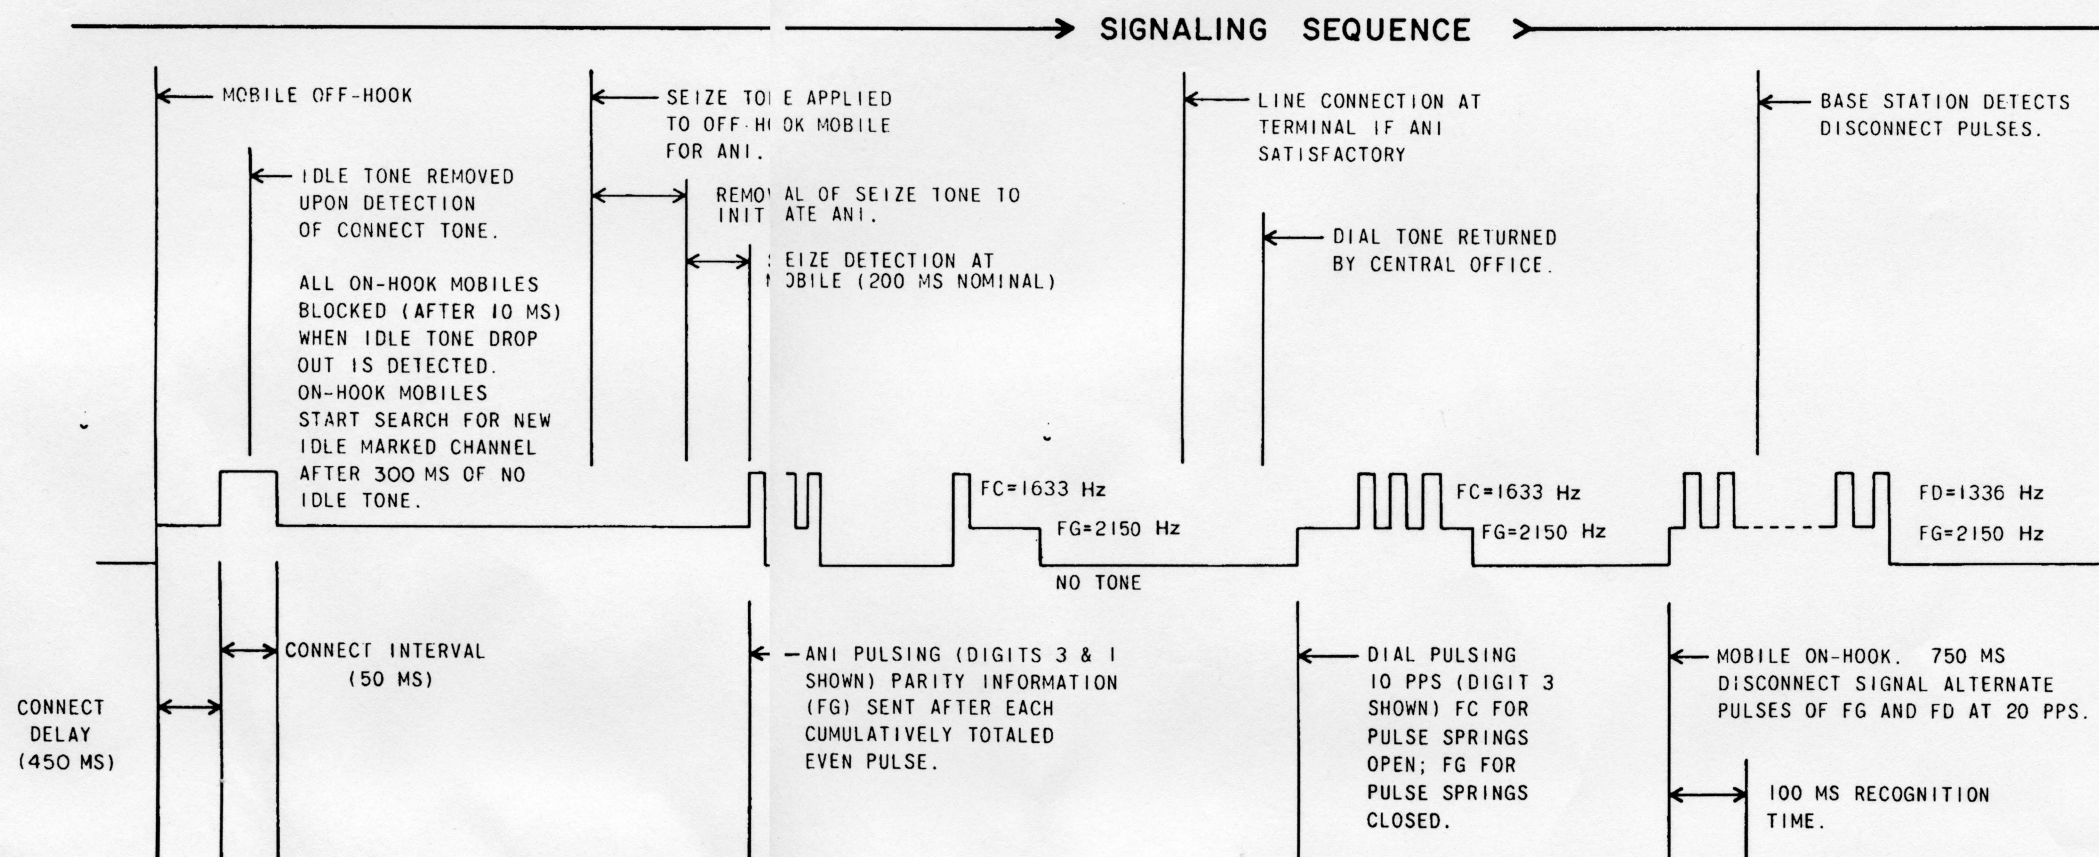 SIGNALING SEQUENCE
MOBILE OFF-HOOK
IDLE TONE REMOVED
UPON DETECTION
OF CONNECT TONE.
ALL ON-HOOK MOBILES
BLOCKED (AFTER 10 MS)
WHEN IDLE TONE DROP
OUT IS DETECTED.
ON-HOOK MOBILES
START SEARCH FOR NEW
IDLE MARKED CHANNEL
AFTER 300 MS OF NO
IDLE TONE.
SEIZE TONE APPLIED
TO OFF-HOOK MOBILE
FOR ANI.
REMOVAL OF SEIZE TONE TO
INITIATE ANI.
SEIZE DETECTION AT
MOBILE (200 MS NOMINAL)
LINE CONNECTION AT
TERMINAL IF ANI
SATISFACTORY
DIAL TONE RETURNED
BY CENTRAL OFFICE.
BASE STATION DETECTS
DISCONNECT PULSES.
FC=1633 Hz
FG=2150 Hz
NO TONE
FC=1633 Hz
FG=2150 Hz
FD=1336 Hz
FG=2150 Hz
CONNECT
DELAY
(450 MS)
CONNECT INTERVAL
(50 MS)
ANI PULSING (DIGITS 3 & 1
SHOWN) PARITY INFORMATION
(FG) SENT AFTER EACH
CUMULATIVELY TOTALED
EVEN PULSE.
DIAL PULSING
10 PPS (DIGIT 3
SHOWN) FC FOR
PULSE SPRINGS
OPEN; FG FOR
PULSE SPRINGS
CLOSED.
MOBILE ON-HOOK. 750 MS
DISCONNECT SIGNAL ALTERNATE
PULSES OF FG AND FD AT 20 PPS.
100 MS RECOGNITION
TIME.